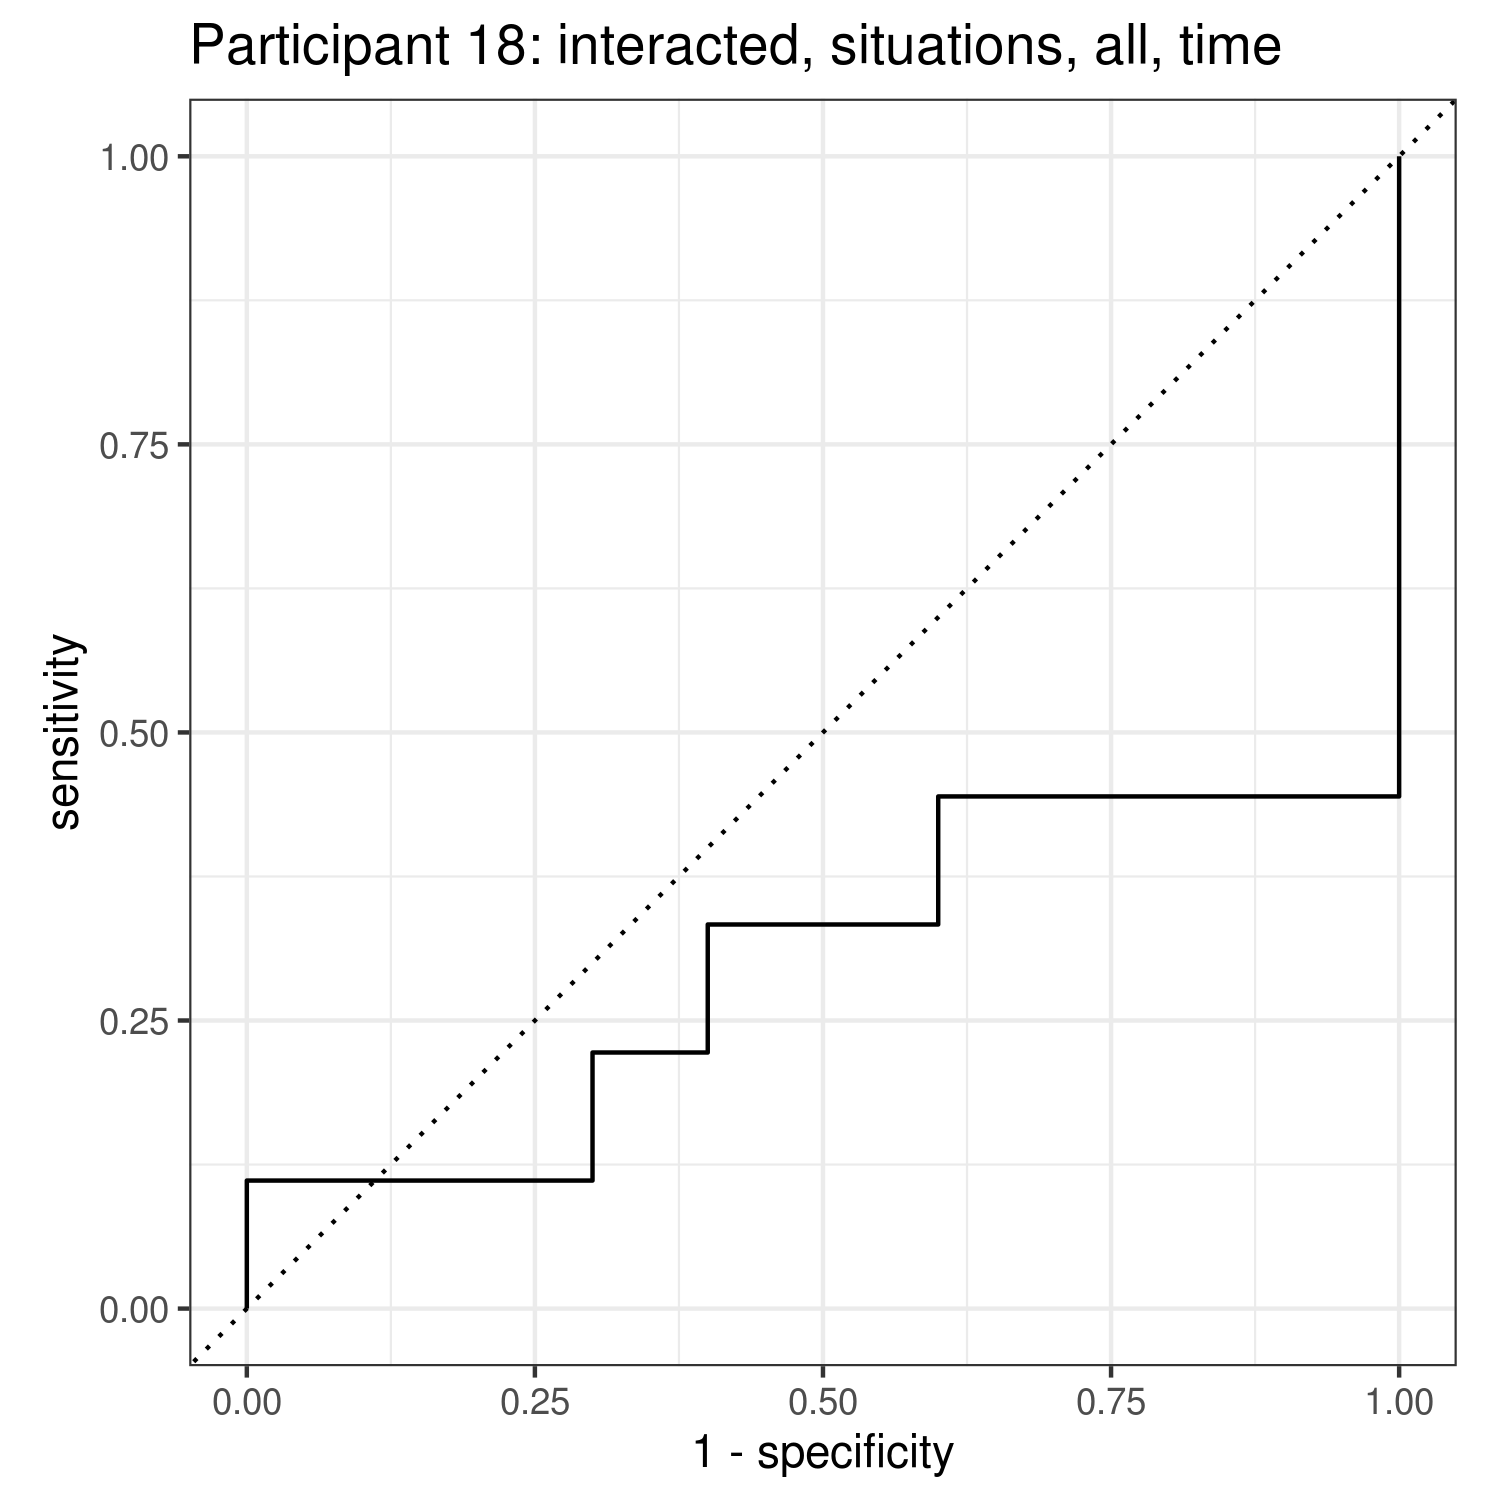 Participant 18: interacted, situations, all, time
1.00
0.75
0.50
0.25
0.00
sensitivity
0.00 0.25 0.50 0.75 1.00
1 - specificity